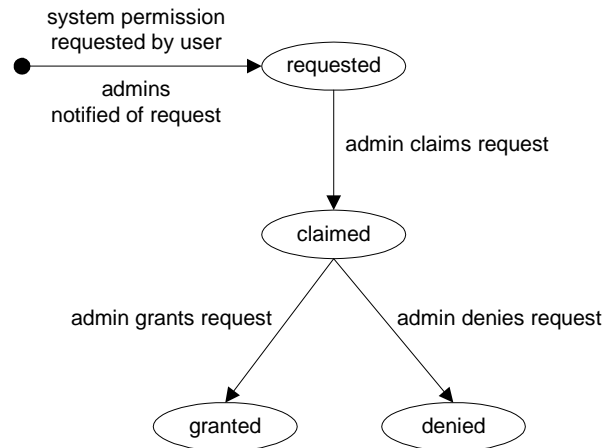 system permission
requested by user
requested
admins
notified of request
admin claims request
claimed
admin grants request
admin denies request
granted
denied